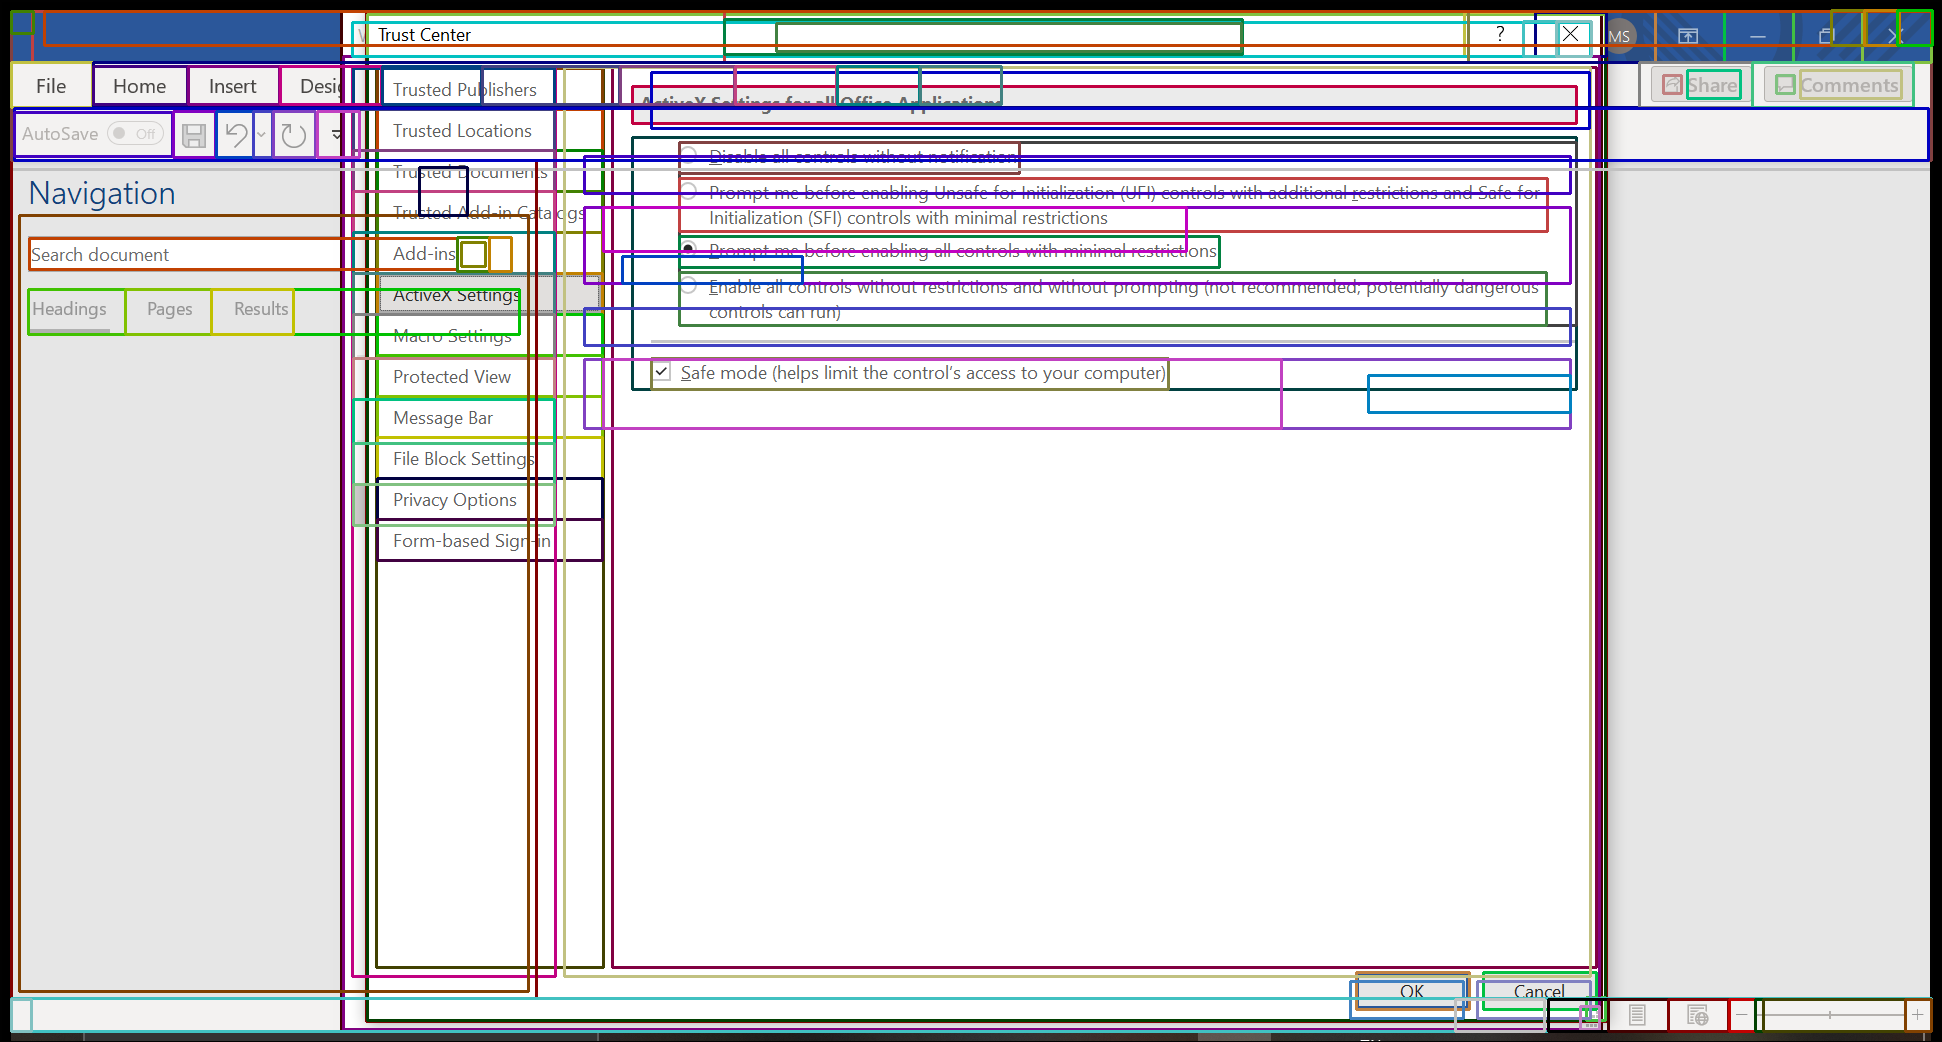 Trust Center
?
MS
File
Home
Insert
Trusted Publishers
ActiveX Settings for all Office Applications
Share
Comments
AutoSave
Off
Trusted Locations
Disable all controls without notification
Trusted Documents
Navigation
Prompt me before enabling Unsafe for Initialization (UFI) controls with additional restrictions and Safe for
Initialization (SFI) controls with minimal restrictions
Trusted Add-in Catalogs
Search document
Add-ins
Prompt me before enabling all controls with minimal restrictions
ActiveX Settings
Enable all controls without restrictions and without prompting (not recommended; potentially dangerous
controls can run)
Headings
Pages
Results
Macro Settings
Protected View
Safe mode (helps limit the control's access to your computer)
Message Bar
File Block Settings
Privacy Options
Form-based Sign-in
OK
Cancel